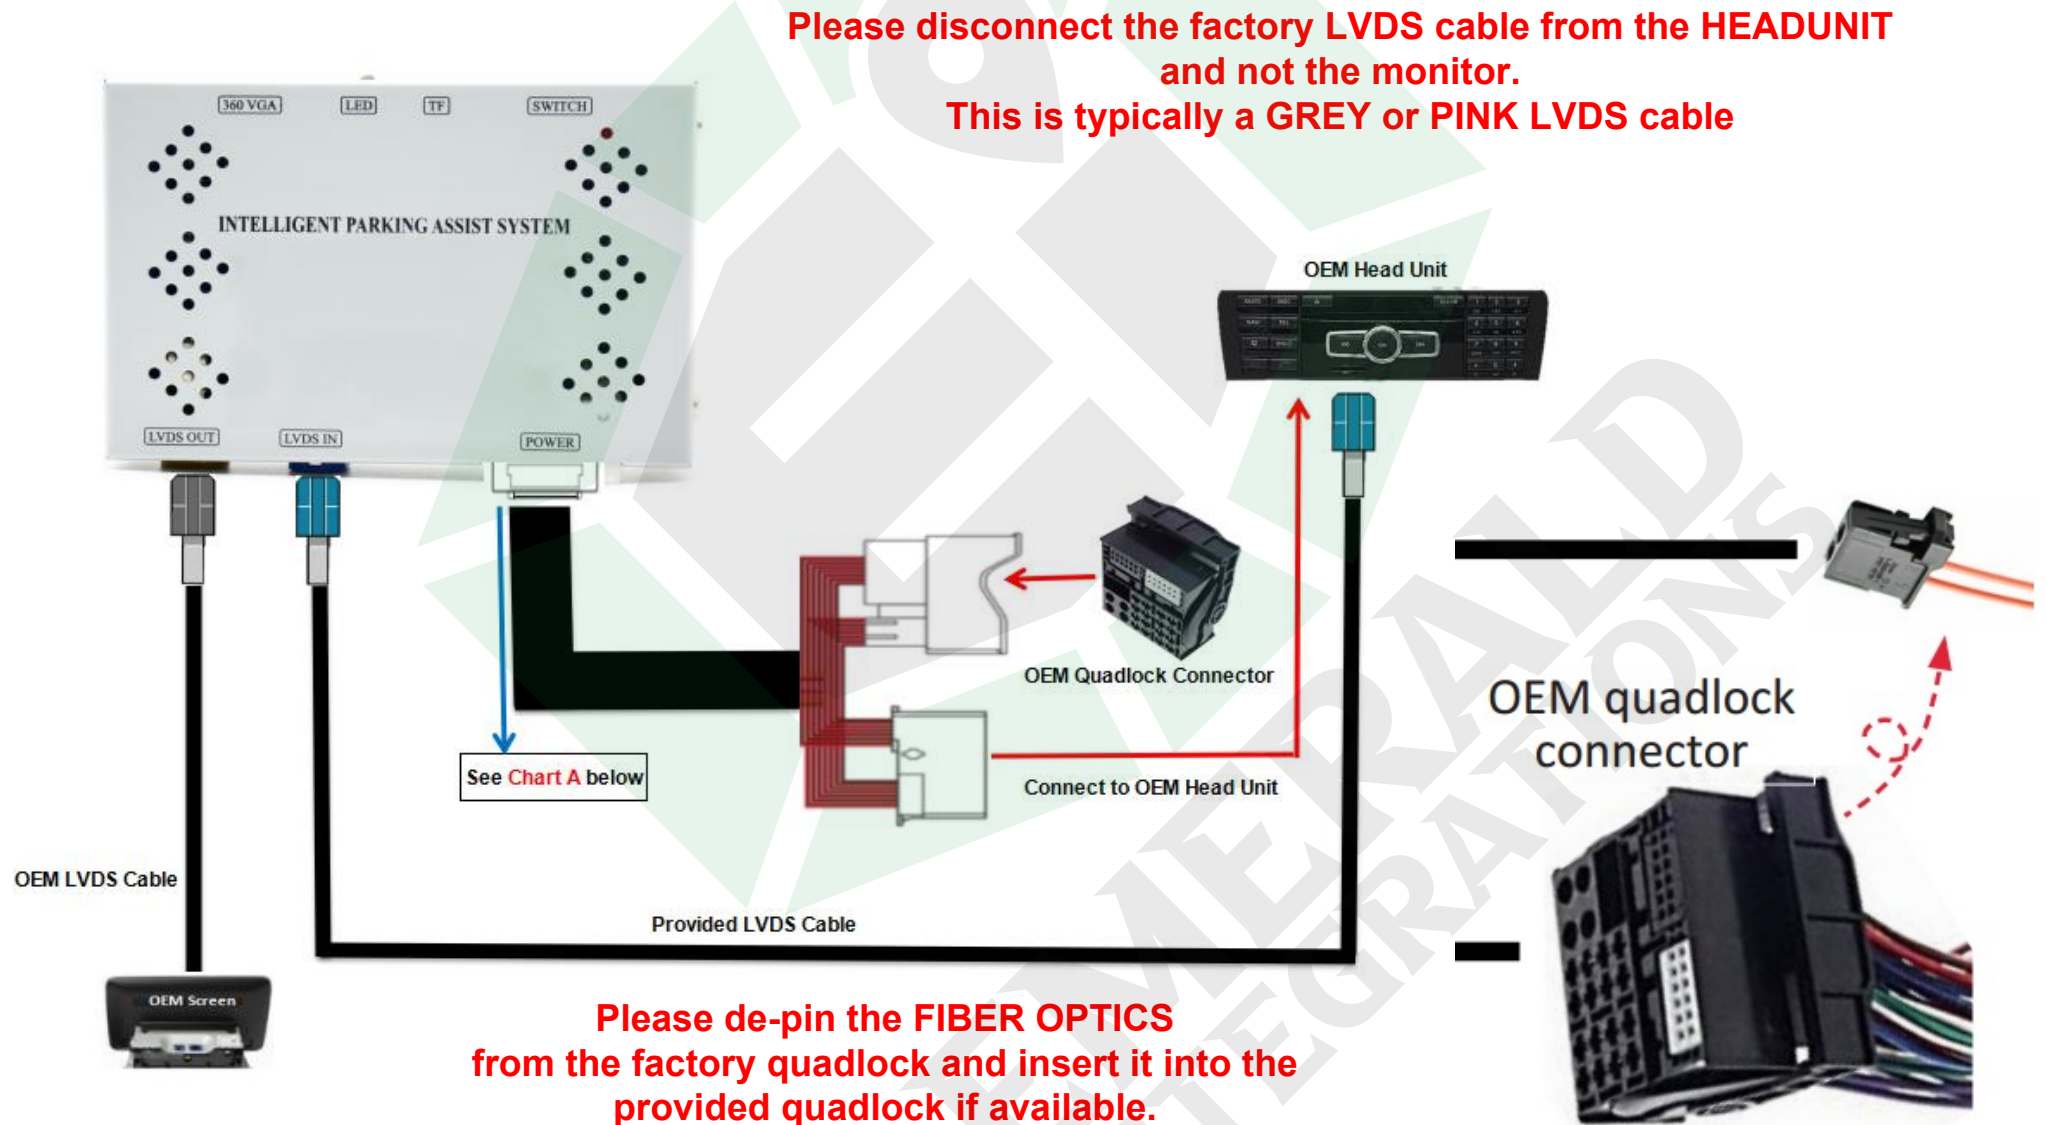 Please disconnect the factory LVDS cable from the HEADUNIT
and not the monitor.
This is typically a GREY or PINK LVDS cable
360 VGA
LED
TF
SWITCH
INTELLIGENT PARKING ASSIST SYSTEM
LVDS OUT
LVDS IN
POWER
OEM Head Unit
OEM Quadlock Connector
See Chart A below
Connect to OEM Head Unit
OEM quadlock
connector
OEM LVDS Cable
Provided LVDS Cable
OEM Screen
Please de-pin the FIBER OPTICS
from the factory quadlock and insert it into the
provided quadlock if available.
EMERALD
INTEGRATIONS